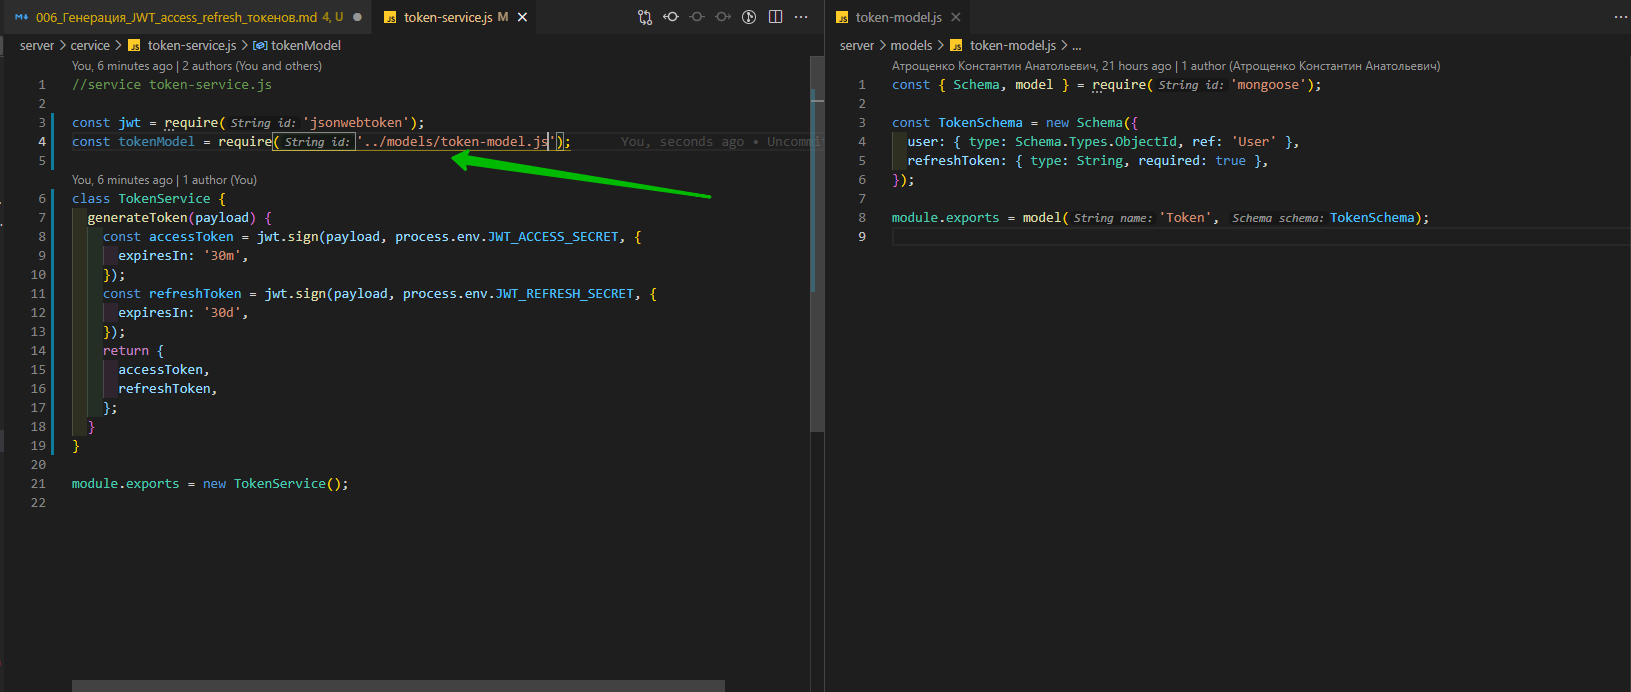 006_Генерация_JWT_access_refresh_токенов.md 4, U
token-service.js M
server > cervice > token-service.js > tokenModel
You, 6 minutes ago | 2 authors (You and others)
1 //service token-service.js
2
3 const jwt = require( String id: 'jsonwebtoken');
4 const tokenModel = require( String id: '../models/token-model.js'); You, seconds ago • Uncommit
5
You, 6 minutes ago | 1 author (You)
6 class TokenService {
7 generateToken(payload) {
8 const accessToken = jwt.sign(payload, process.env.JWT_ACCESS_SECRET, {
9 expiresIn: '30m',
10 });
11 const refreshToken = jwt.sign(payload, process.env.JWT_REFRESH_SECRET, {
12 expiresIn: '30d',
13 });
14 return {
15 accessToken,
16 refreshToken,
17 };
18 }
19 }
20
21 module.exports = new TokenService();
22
token-model.js
server > models > token-model.js > ...
Атрощенко Константин Анатольевич, 21 hours ago | 1 author (Атрощенко Константин Анатольевич)
1 const { Schema, model } = require( String id: 'mongoose');
2
3 const TokenSchema = new Schema({
4 user: { type: Schema.Types.ObjectId, ref: 'User' },
5 refreshToken: { type: String, required: true },
6 });
7
8 module.exports = model( String name: 'Token', Schema schema: TokenSchema);
9